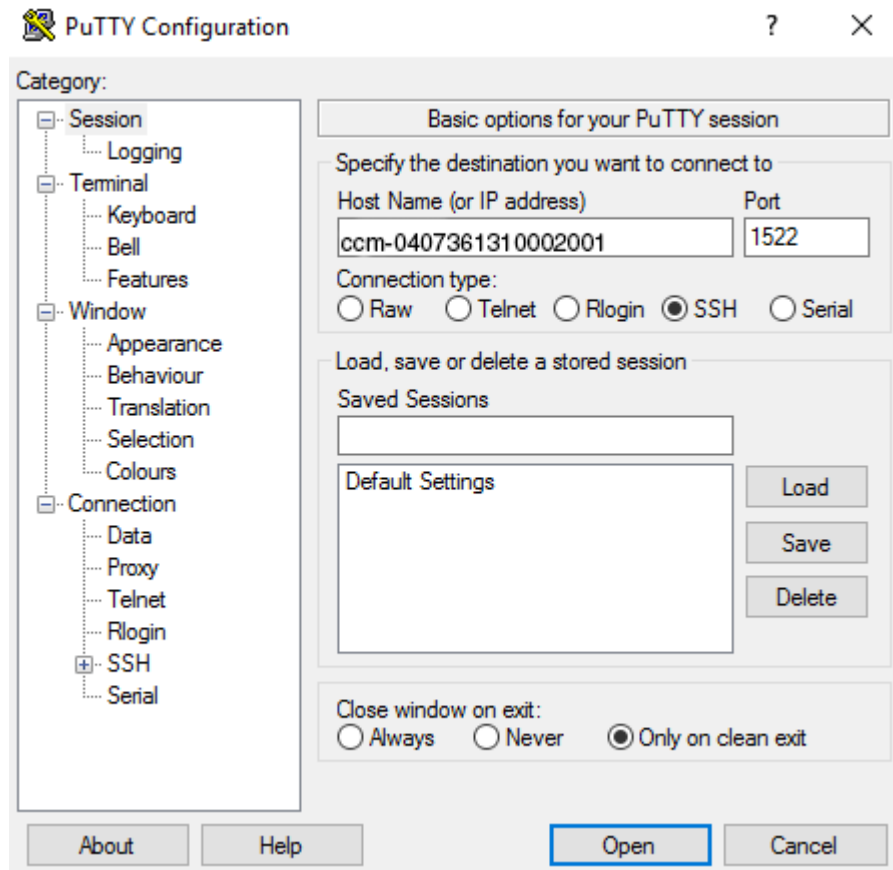 PuTTY Configuration ? ×
Category:
Session
Logging
Terminal
Keyboard
Bell
Features
Window
Appearance
Behaviour
Translation
Selection
Colours
Connection
Data
Proxy
Telnet
Rlogin
SSH
Serial
Basic options for your PuTTY session
Specify the destination you want to connect to
Host Name (or IP address) Port
ccm-0407361310002001 1522
Connection type:
Raw Telnet Rlogin SSH Serial
Load, save or delete a stored session
Saved Sessions
Default Settings
Load
Save
Delete
Close window on exit:
Always Never Only on clean exit
About Help Open Cancel